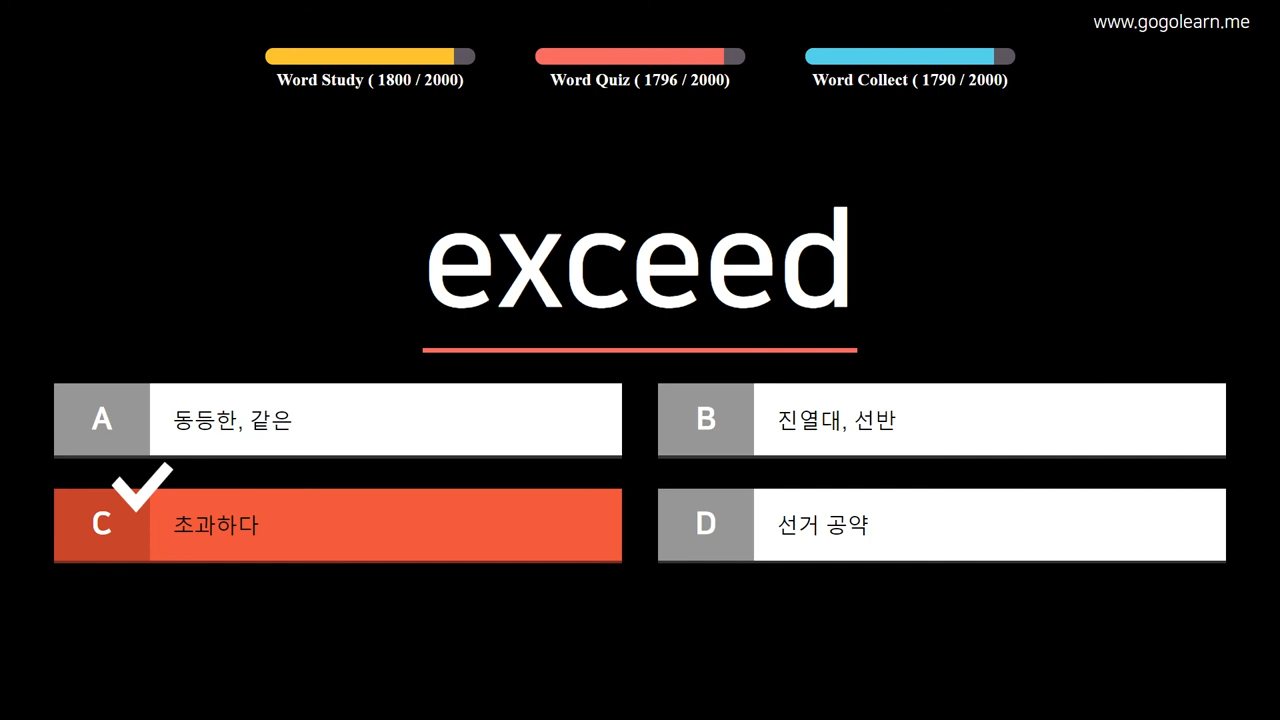 www.gogolearn.me
Word Study ( 1800 / 2000)
Word Quiz ( 1796 / 2000)
Word Collect ( 1790 / 2000)
exceed
A 동등한, 같은
B 진열대, 선반
C 초과하다
D 선거 공약